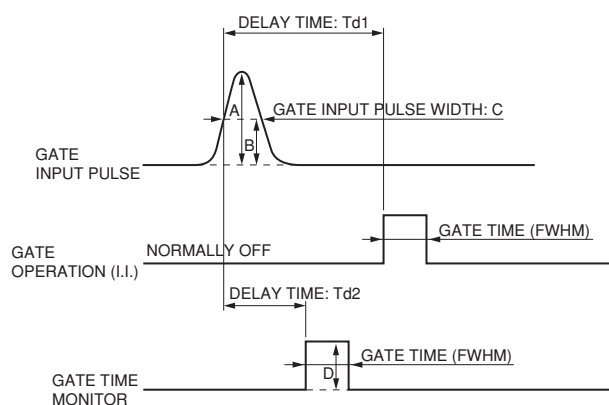 DELAY TIME: Td1
A
GATE INPUT PULSE WIDTH: C
B
GATE
INPUT PULSE
GATE TIME (FWHM)
GATE
OPERATION (I.I.)
NORMALLY OFF
DELAY TIME: Td2
GATE TIME (FWHM)
D
GATE TIME
MONITOR